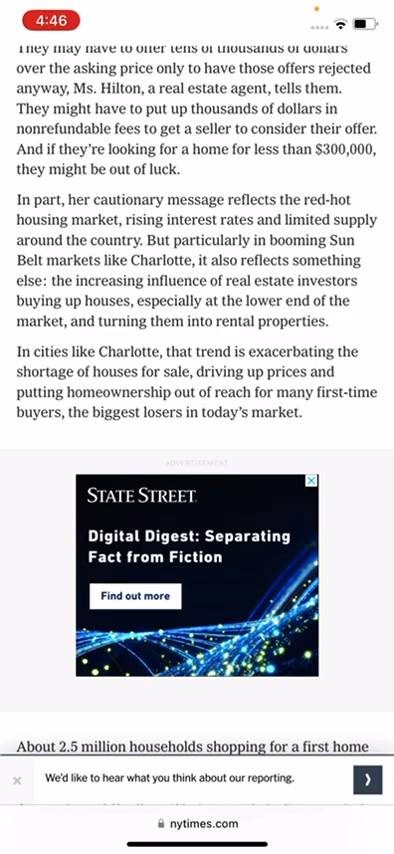 4:46
They may have to offer tens of thousands of dollars
over the asking price only to have those offers rejected
anyway, Ms. Hilton, a real estate agent, tells them.
They might have to put up thousands of dollars in
nonrefundable fees to get a seller to consider their offer.
And if they’re looking for a home for less than $300,000,
they might be out of luck.
In part, her cautionary message reflects the red-hot
housing market, rising interest rates and limited supply
around the country. But particularly in booming Sun
Belt markets like Charlotte, it also reflects something
else: the increasing influence of real estate investors
buying up houses, especially at the lower end of the
market, and turning them into rental properties.
In cities like Charlotte, that trend is exacerbating the
shortage of houses for sale, driving up prices and
putting homeownership out of reach for many first-time
buyers, the biggest losers in today’s market.
ADVERTISEMENT
STATE STREET.
Digital Digest: Separating
Fact from Fiction
Find out more
About 2.5 million households shopping for a first home
We’d like to hear what you think about our reporting.
nytimes.com